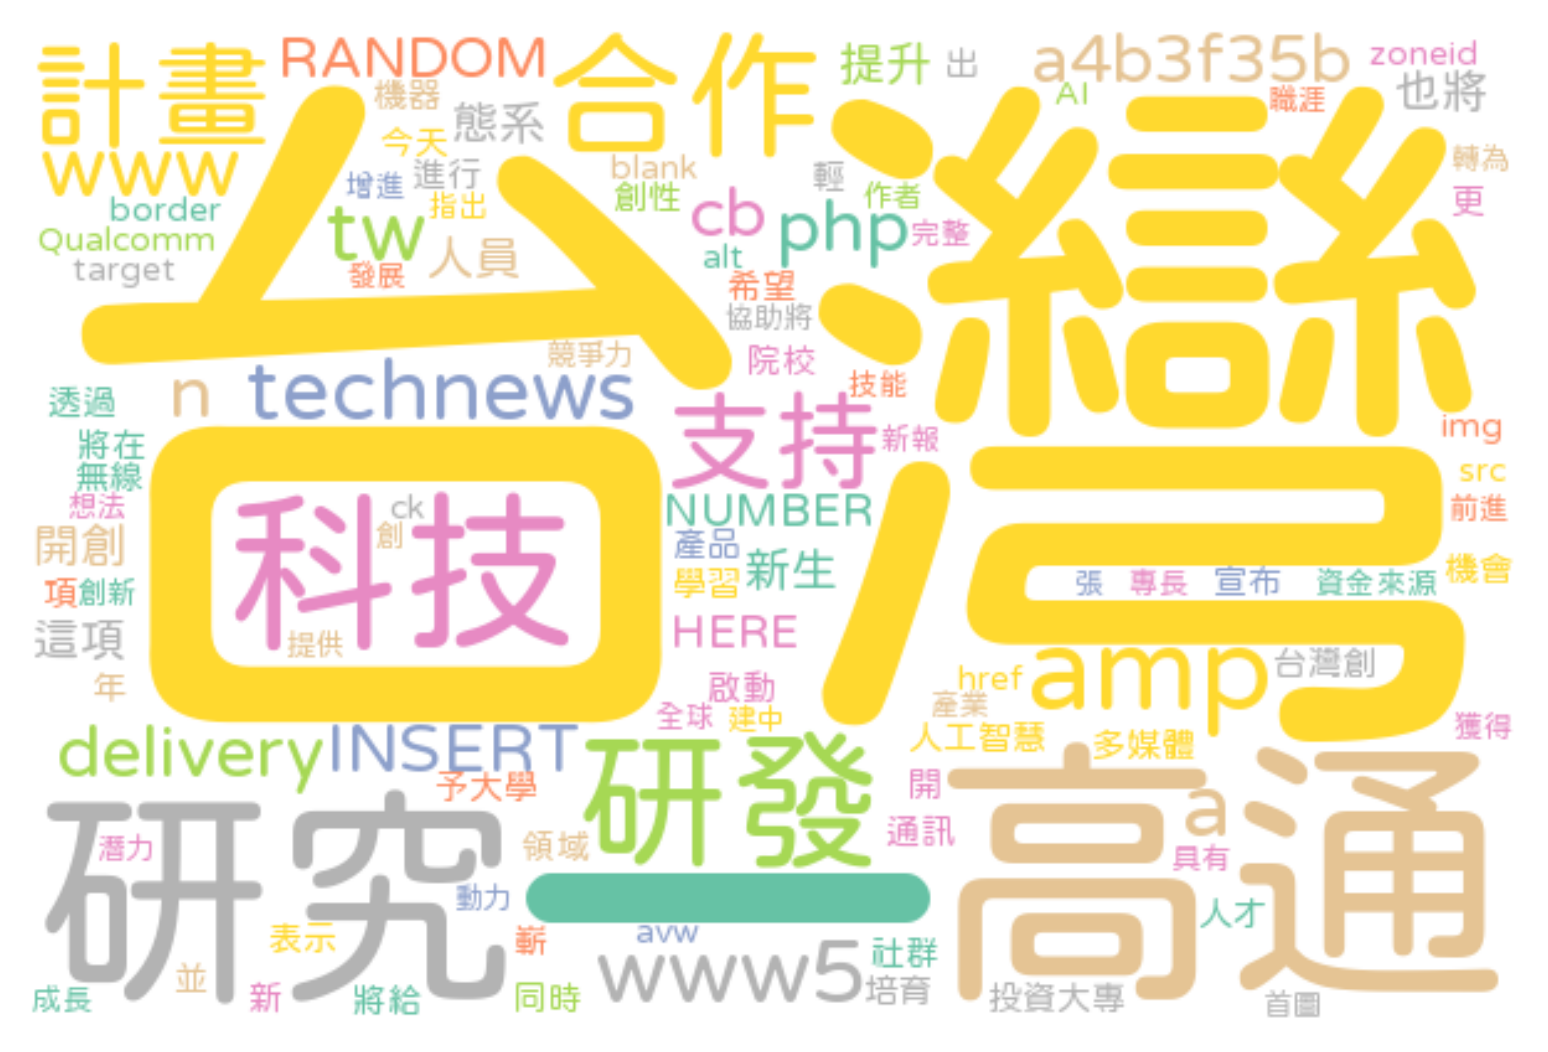 計畫
RANDOM
合作
提升
出
a4b3f35b
zoneid
機器
態系
AI
職涯
也將
今天
www
進行
blank
輕
轉為
增進
創性
作者
更
border
tw
指出
cb
php
完整
Qualcomm
人員
alt
target
發展
希望
協助將
台灣
競爭力
院校
透過
n
technews
技能
支持
新報
img
將在
無線
src
想法
ck
NUMBER
前進
開創
科技
創
產品
新生
學習
張
專長
宣布
資金來源
機會
項
創新
這項
提供
HERE
href
amp
台灣創
年
啟動
產業
全球
建中
獲得
delivery
INSERT
研發
人工智慧
多媒體
予大學
開
高通
a
研究
潛力
領域
通訊
具有
動力
一
人才
表示
嶄
avw
社群
並
www5
成長
新
將給
同時
培育
投資大專
首圖